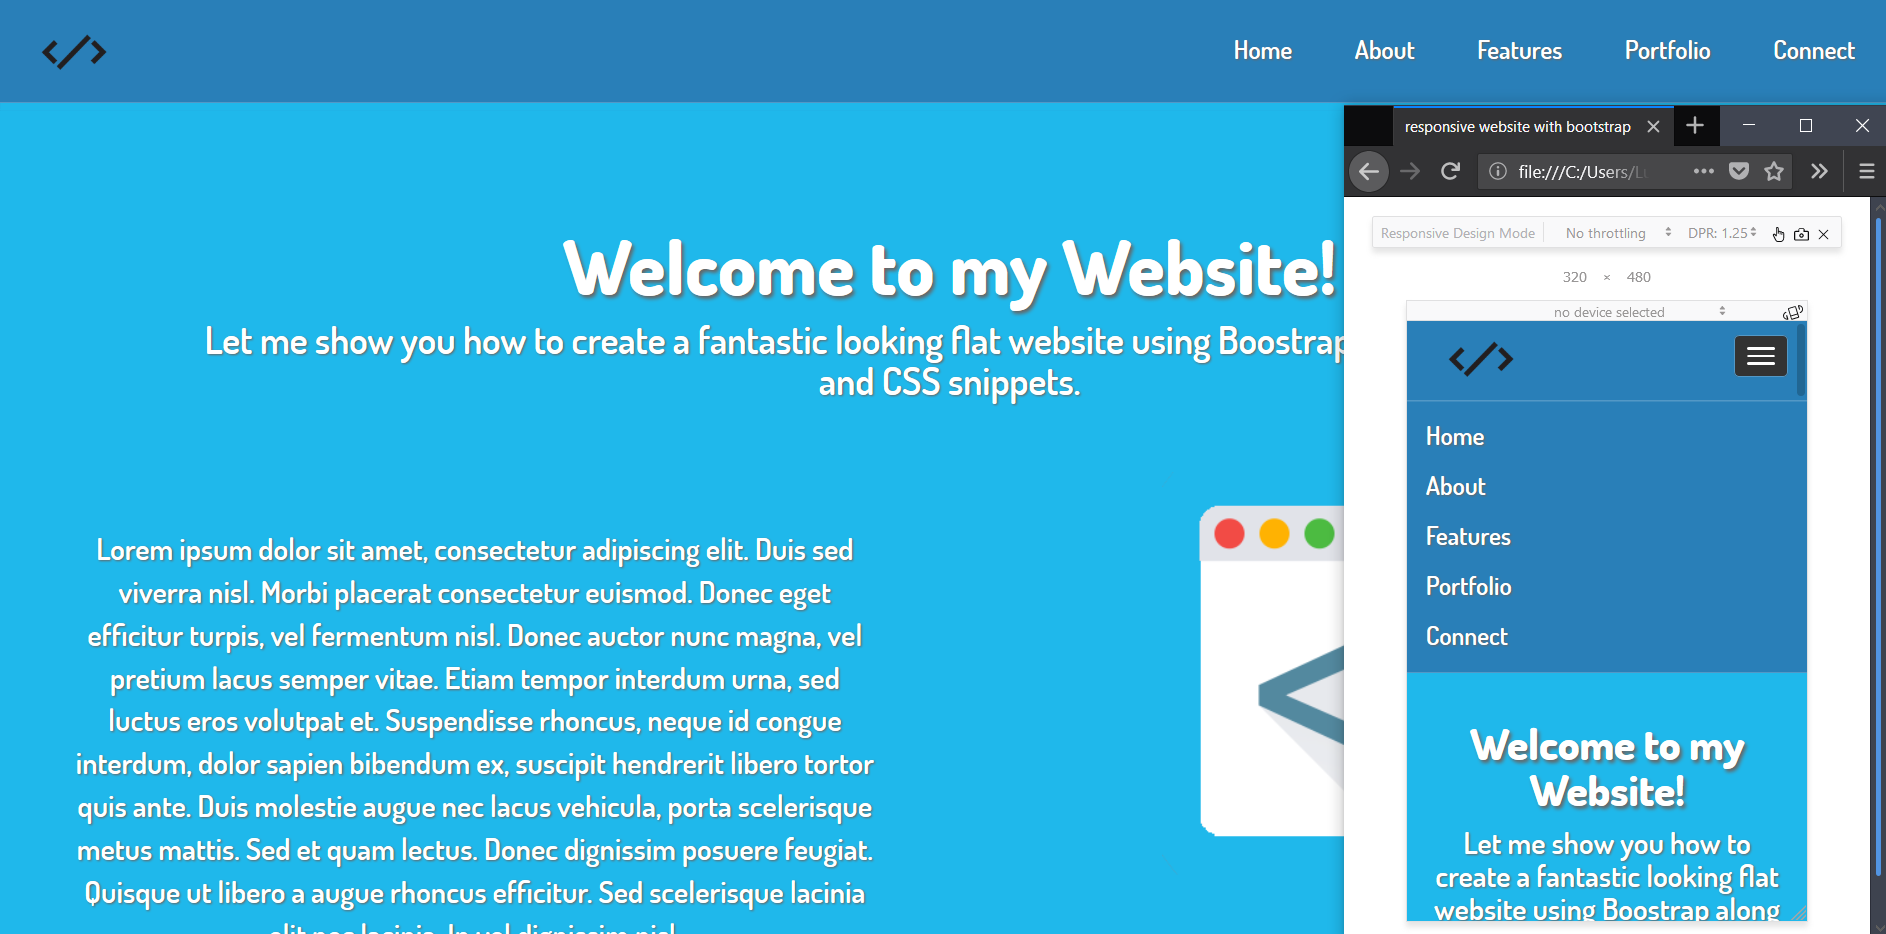 Home About Features Portfolio Connect
Welcome to my Website!
Let me show you how to create a fantastic looking flat website using Boostrap
and CSS snippets.
Lorem ipsum dolor sit amet, consectetur adipiscing elit. Duis sed
viverra nisl. Morbi placerat consectetur euismod. Donec eget
efficitur turpis, vel fermentum nisl. Donec auctor nunc magna, vel
pretium lacus semper vitae. Etiam tempor interdum urna, sed
luctus eros volutpat et. Suspendisse rhoncus, neque id congue
interdum, dolor sapien bibendum ex, suscipit hendrerit libero tortor
quis ante. Duis molestie augue nec lacus vehicula, porta scelerisque
metus mattis. Sed et quam lectus. Donec dignissim posuere feugiat.
Quisque ut libero a augue rhoncus efficitur. Sed scelerisque lacinia
responsive website with bootstrap
file:///C:/Users/L
Responsive Design Mode No throttling DPR: 1.25
320 × 480
no device selected
Home
About
Features
Portfolio
Connect
Welcome to my
Website!
Let me show you how to
create a fantastic looking flat
website using Boostrap along